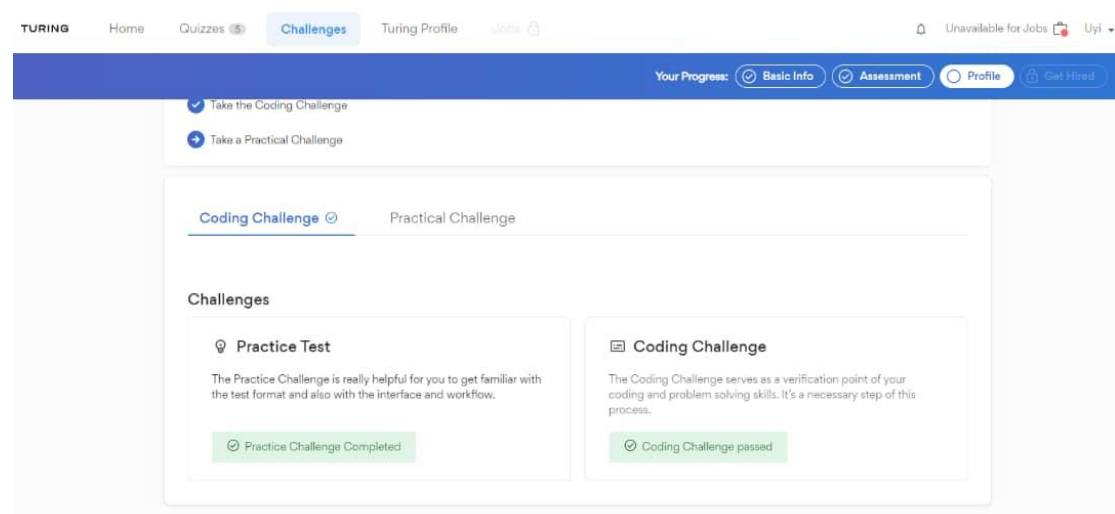 TURING Home Quizzes 5 Challenges Turing Profile Jobs Unavailable for Jobs Uyi
Your Progress: Basic Info Assessment Profile Get Hired
Take the Coding Challenge
Take a Practical Challenge
Coding Challenge Practical Challenge
Challenges
Practice Test
The Practice Challenge is really helpful for you to get familiar with
the test format and also with the interface and workflow.
Practice Challenge Completed
Coding Challenge
The Coding Challenge serves as a verification point of your
coding and problem solving skills. It's a necessary step of this
process.
Coding Challenge passed